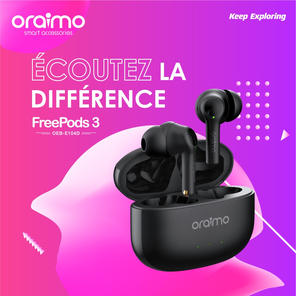 oraimo
smart accessories
Keep Exploring
ÉCOUTEZ LA
DIFFÉRENCE
FreePods 3
OEB-E104D
oraimo